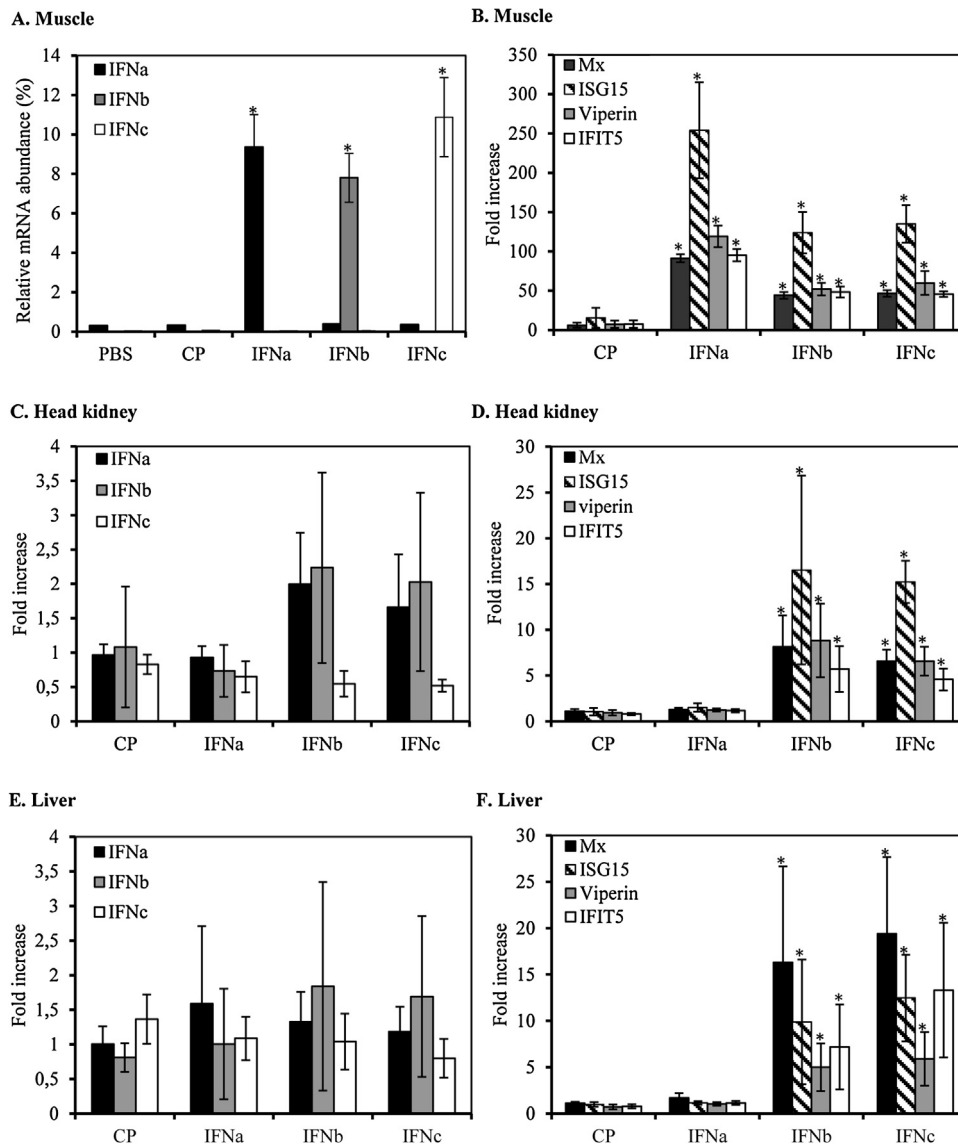 A. Muscle
Relative mRNA abundance (%)
14
12
10
8
6
4
2
0
IFNa
IFNb
IFNc
*
*
*
PBS CP IFNa IFNb IFNc
B. Muscle
Fold increase
350
300
250
200
150
100
50
0
Mx
ISG15
Viperin
IFIT5
* * * *
* * * *
* * * *
CP IFNa IFNb IFNc
C. Head kidney
Fold increase
4
3,5
3
2,5
2
1,5
1
0,5
0
IFNa
IFNb
IFNc
CP IFNa IFNb IFNc
D. Head kidney
Fold increase
30
25
20
15
10
5
0
Mx
ISG15
viperin
IFIT5
* * * *
* * * *
CP IFNa IFNb IFNc
E. Liver
Fold increase
4
3,5
3
2,5
2
1,5
1
0,5
0
IFNa
IFNb
IFNc
CP IFNa IFNb IFNc
F. Liver
Fold increase
30
25
20
15
10
5
0
Mx
ISG15
Viperin
IFIT5
* * * *
* * * *
CP IFNa IFNb IFNc